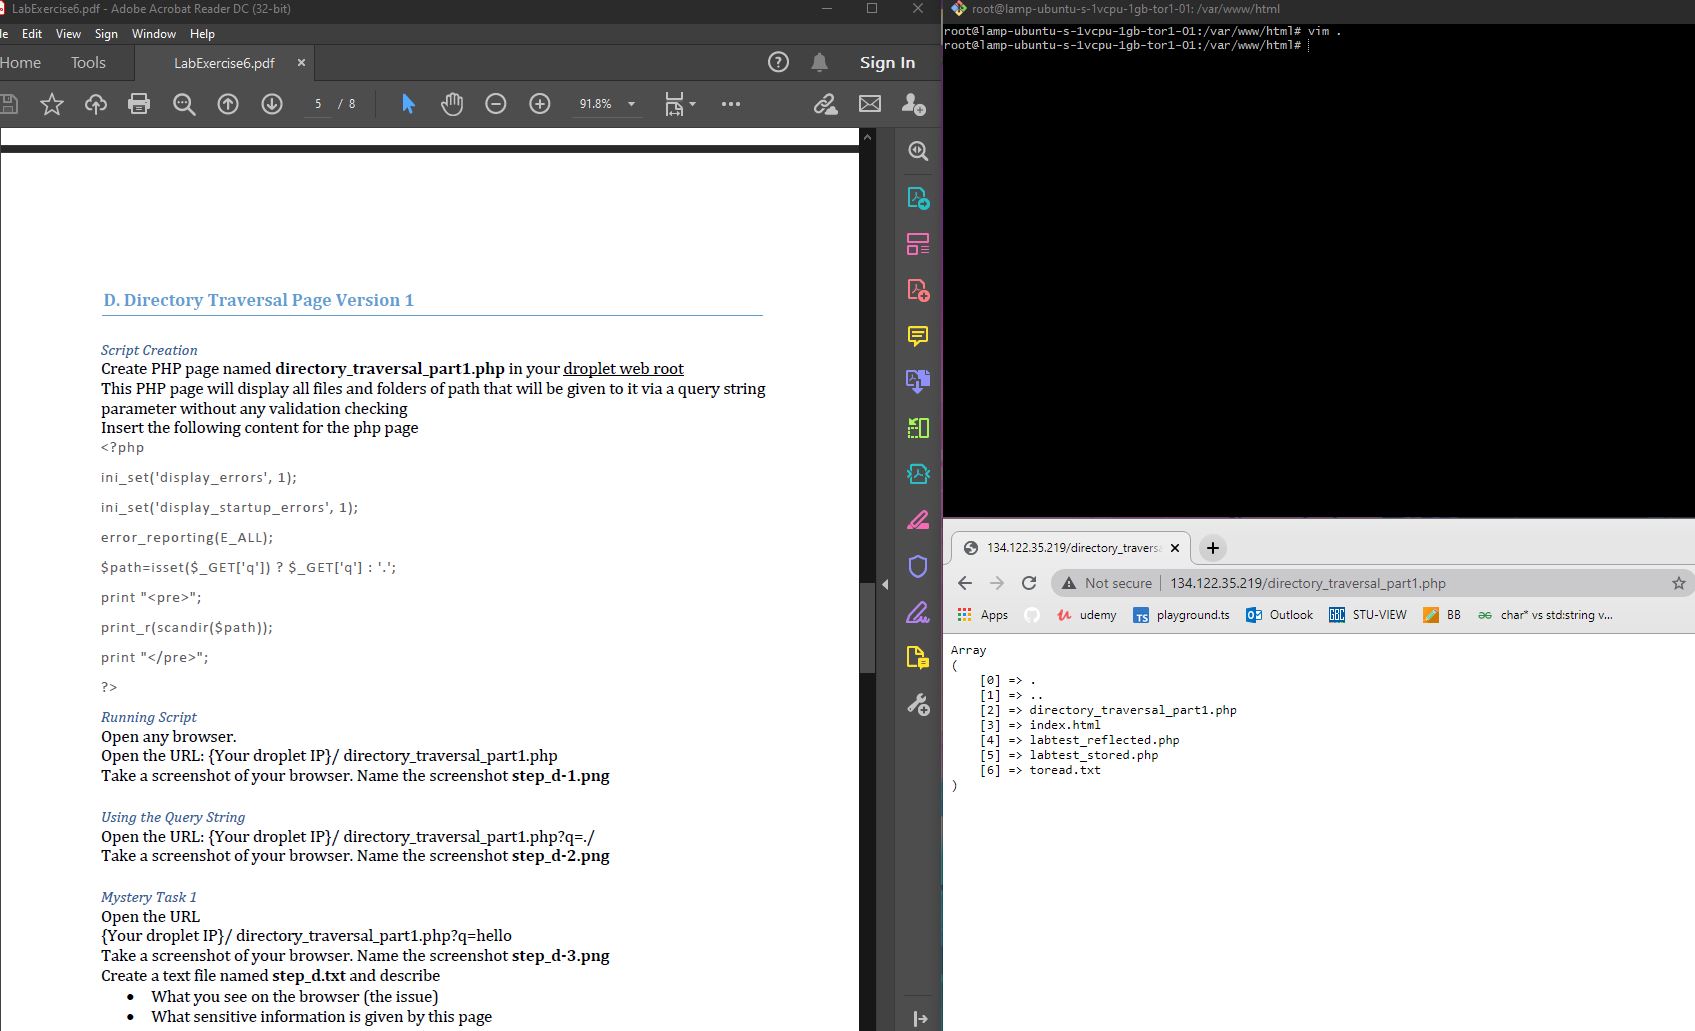 LabExercise6.pdf - Adobe Acrobat Reader DC (32-bit)
Edit View Sign Window Help
Home Tools LabExercise6.pdf × Sign In
5 / 8 91.8%
D. Directory Traversal Page Version 1
Script Creation
Create PHP page named directory_traversal_part1.php in your droplet web root
This PHP page will display all files and folders of path that will be given to it via a query string
parameter without any validation checking
Insert the following content for the php page
<?php
ini_set('display_errors', 1);
ini_set('display_startup_errors', 1);
error_reporting(E_ALL);
$path=isset($_GET['q']) ? $_GET['q'] : '.';
print "<pre>";
print_r(scandir($path));
print "</pre>";
?>
Running Script
Open any browser.
Open the URL: {Your droplet IP}/ directory_traversal_part1.php
Take a screenshot of your browser. Name the screenshot step_d-1.png
Using the Query String
Open the URL: {Your droplet IP}/ directory_traversal_part1.php?q=./
Take a screenshot of your browser. Name the screenshot step_d-2.png
Mystery Task 1
Open the URL
{Your droplet IP}/ directory_traversal_part1.php?q=hello
Take a screenshot of your browser. Name the screenshot step_d-3.png
Create a text file named step_d.txt and describe
• What you see on the browser (the issue)
• What sensitive information is given by this page
root@lamp-ubuntu-s-1vcpu-1gb-tor1-01: /var/www/html
root@lamp-ubuntu-s-1vcpu-1gb-tor1-01:/var/www/html# vim .
root@lamp-ubuntu-s-1vcpu-1gb-tor1-01:/var/www/html#
134.122.35.219/directory_travers
Not secure | 134.122.35.219/directory_traversal_part1.php
Apps udemy TS playground.ts Outlook GBC STU-VIEW BB char* vs std:string v...
Array
(
[0] => .
[1] => ..
[2] => directory_traversal_part1.php
[3] => index.html
[4] => labtest_reflected.php
[5] => labtest_stored.php
[6] => toread.txt
)